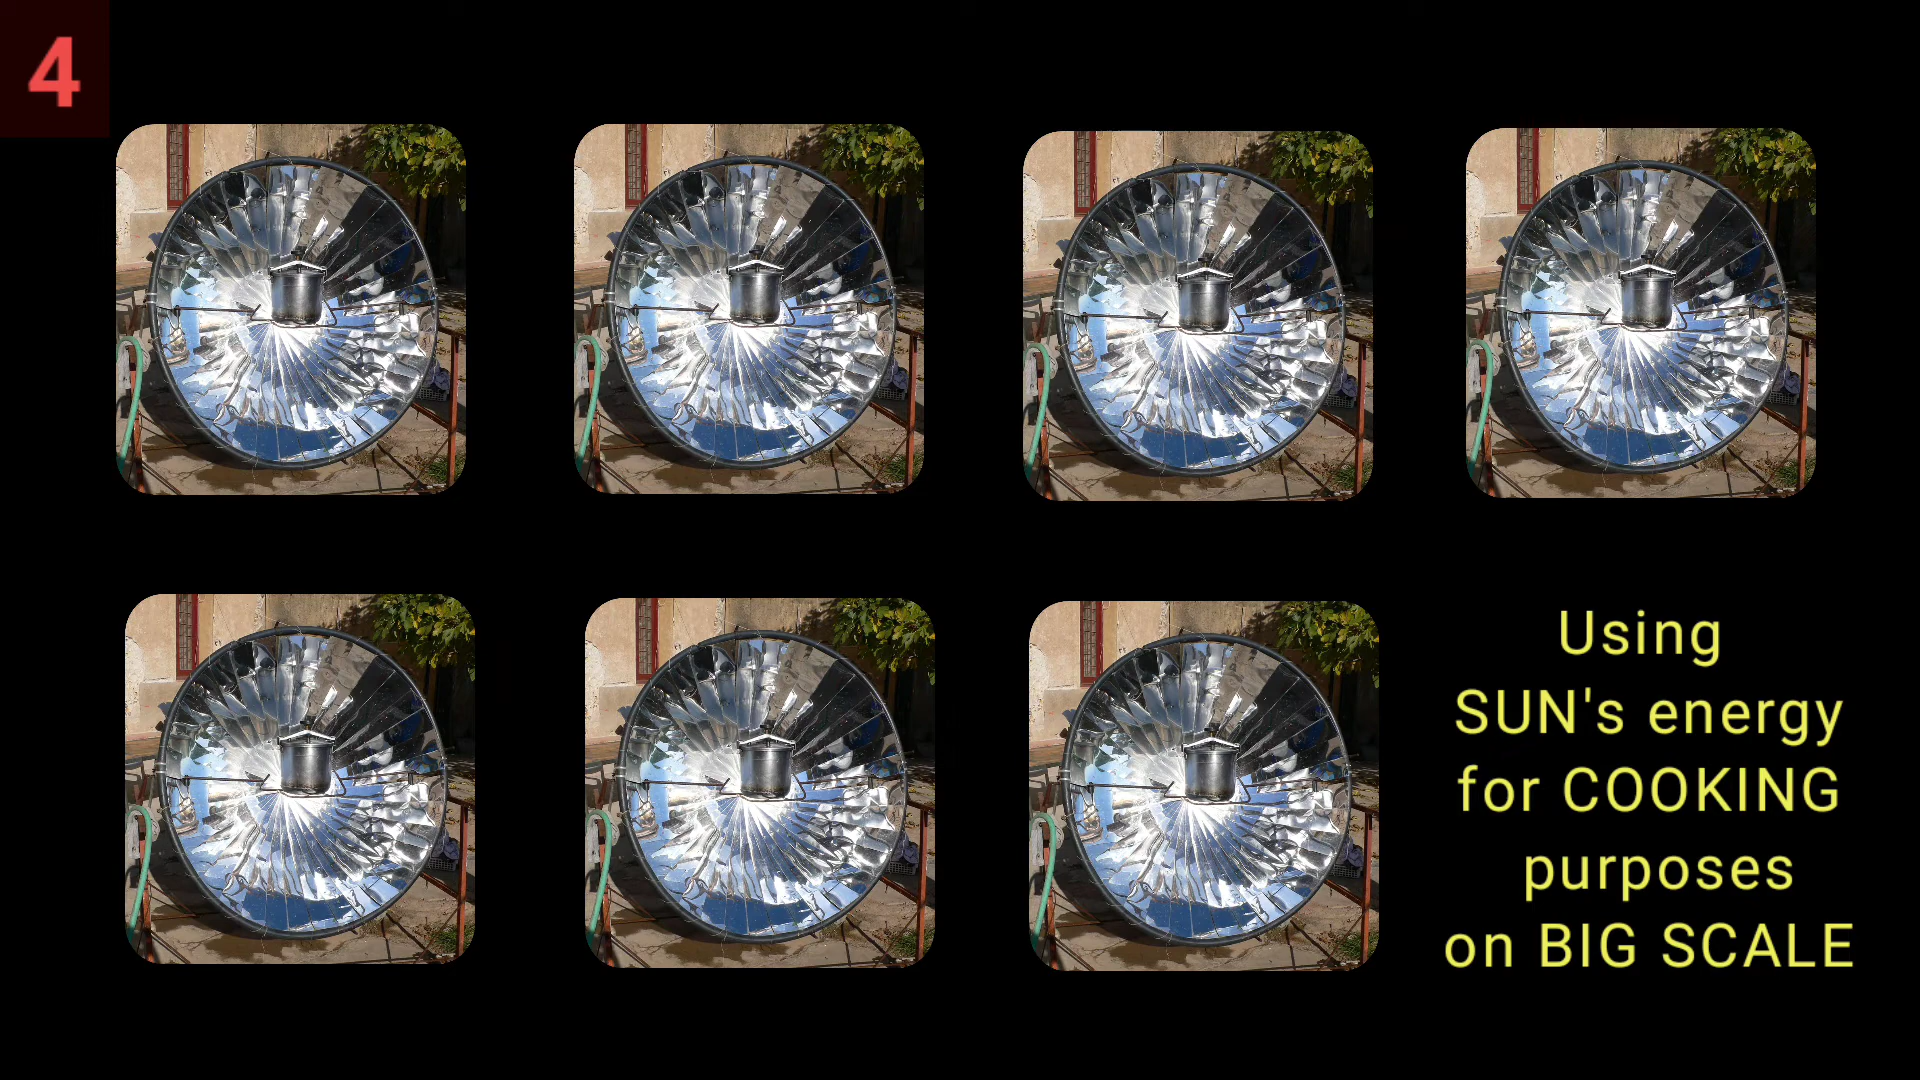 4
Using
SUN's energy
for COOKING
purposes
on BIG SCALE